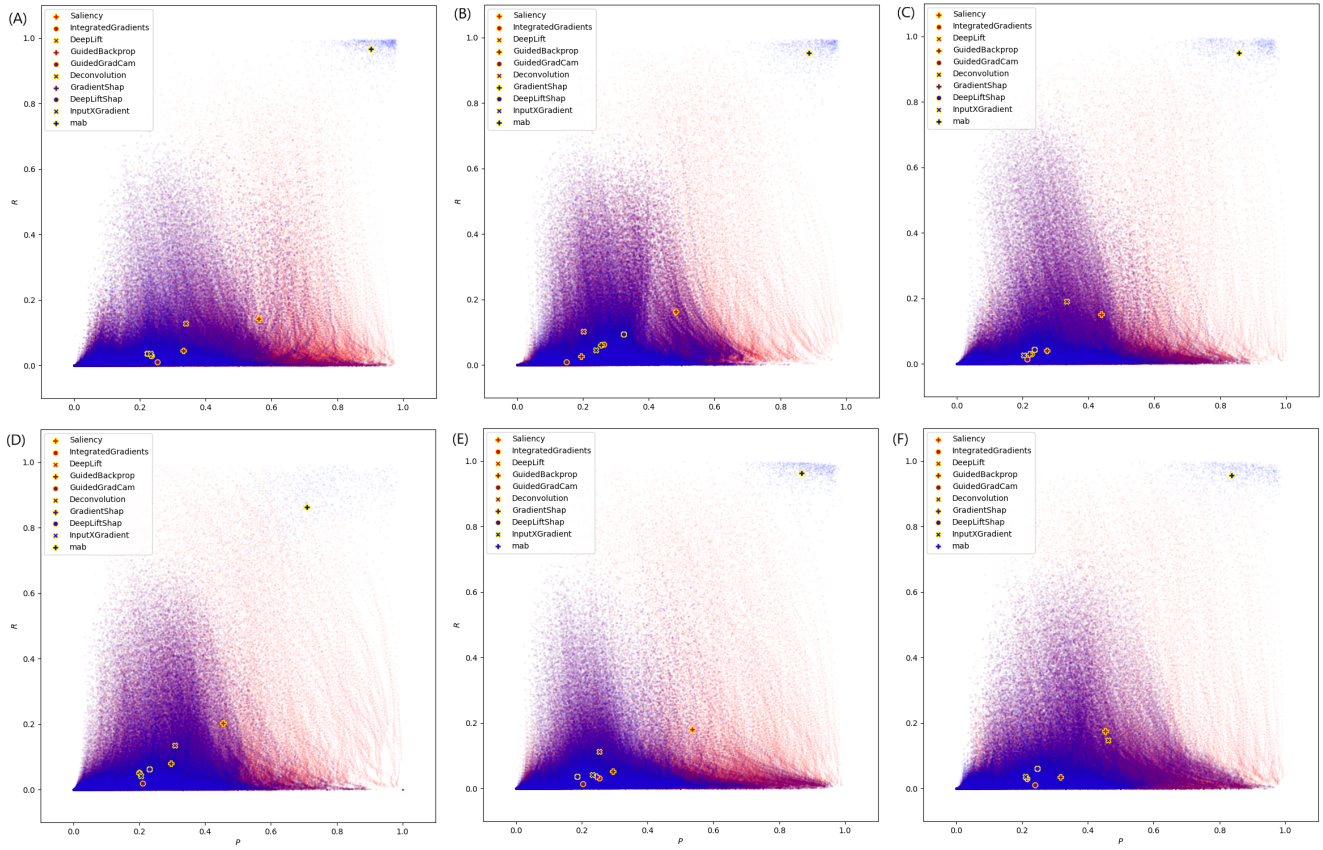 (A)
Saliency
IntegratedGradients
DeepLift
GuidedBackprop
GuidedGradCam
Deconvolution
GradientShap
DeepLiftShap
InputXGradient
mab
1.0
0.8
0.6
0.4
0.2
0.0
R
0.0 0.2 0.4 0.6 0.8 1.0
(B)
Saliency
IntegratedGradients
DeepLift
GuidedBackprop
GuidedGradCam
Deconvolution
GradientShap
DeepLiftShap
InputXGradient
mab
1.0
0.8
0.6
0.4
0.2
0.0
R
0.0 0.2 0.4 0.6 0.8 1.0
(C)
Saliency
IntegratedGradients
DeepLift
GuidedBackprop
GuidedGradCam
Deconvolution
GradientShap
DeepLiftShap
InputXGradient
mab
1.0
0.8
0.6
0.4
0.2
0.0
0.0 0.2 0.4 0.6 0.8 1.0
(D)
Saliency
IntegratedGradients
DeepLift
GuidedBackprop
GuidedGradCam
Deconvolution
GradientShap
DeepLiftShap
InputXGradient
mab
1.0
0.8
0.6
0.4
0.2
0.0
R
0.0 0.2 0.4 0.6 0.8 1.0
P
(E)
Saliency
IntegratedGradients
DeepLift
GuidedBackprop
GuidedGradCam
Deconvolution
GradientShap
DeepLiftShap
InputXGradient
mab
1.0
0.8
0.6
0.4
0.2
0.0
R
0.0 0.2 0.4 0.6 0.8 1.0
P
(F)
Saliency
IntegratedGradients
DeepLift
GuidedBackprop
GuidedGradCam
Deconvolution
GradientShap
DeepLiftShap
InputXGradient
mab
1.0
0.8
0.6
0.4
0.2
0.0
0.0 0.2 0.4 0.6 0.8 1.0
P